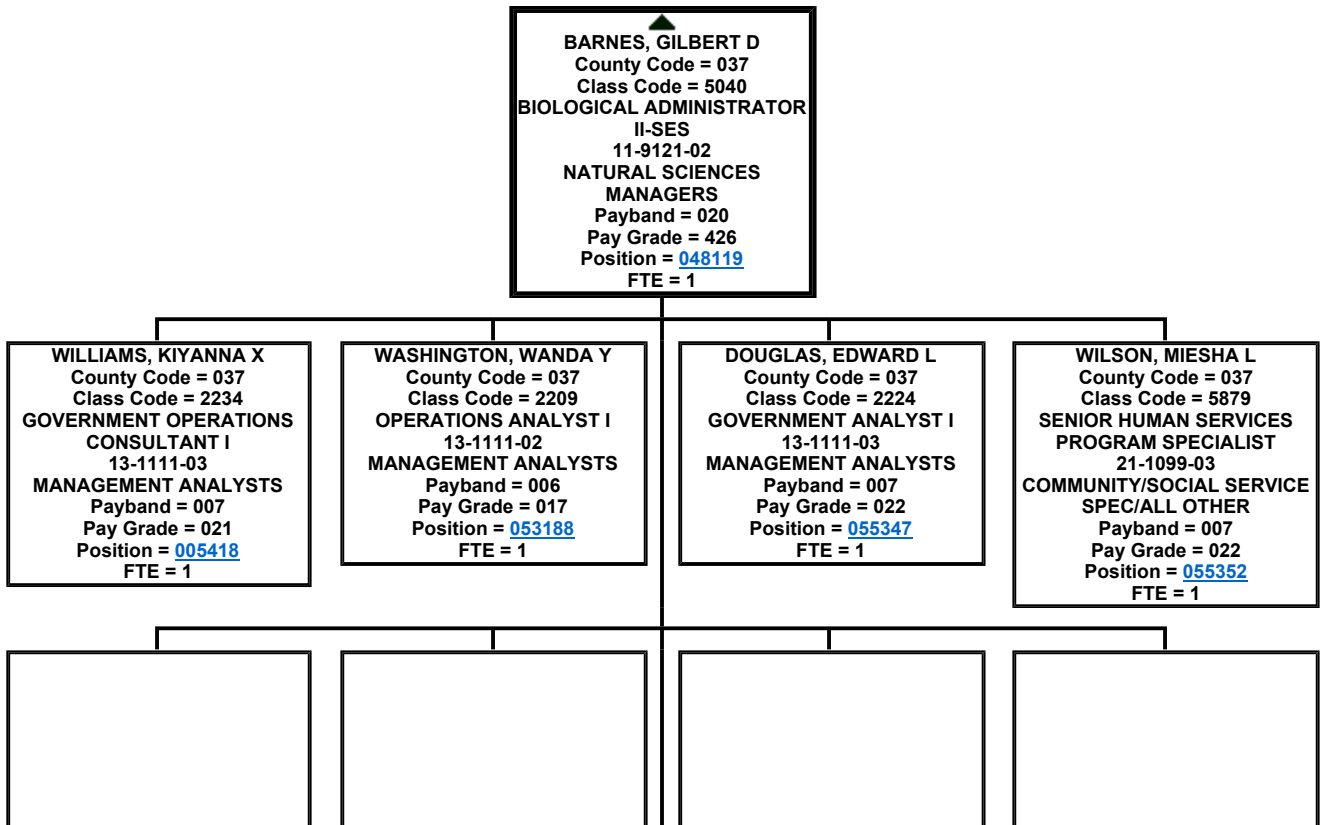 BARNES, GILBERT D
County Code = 037
Class Code = 5040
BIOLOGICAL ADMINISTRATOR
II-SES
11-9121-02
NATURAL SCIENCES
MANAGERS
Payband = 020
Pay Grade = 426
Position = 048119
FTE = 1
WILLIAMS, KIYANNA X
County Code = 037
Class Code = 2234
GOVERNMENT OPERATIONS
CONSULTANT I
13-1111-03
MANAGEMENT ANALYSTS
Payband = 007
Pay Grade = 021
Position = 005418
FTE = 1
WASHINGTON, WANDA Y
County Code = 037
Class Code = 2209
OPERATIONS ANALYST I
13-1111-02
MANAGEMENT ANALYSTS
Payband = 006
Pay Grade = 017
Position = 053188
FTE = 1
DOUGLAS, EDWARD L
County Code = 037
Class Code = 2224
GOVERNMENT ANALYST I
13-1111-03
MANAGEMENT ANALYSTS
Payband = 007
Pay Grade = 022
Position = 055347
FTE = 1
WILSON, MIESHA L
County Code = 037
Class Code = 5879
SENIOR HUMAN SERVICES
PROGRAM SPECIALIST
21-1099-03
COMMUNITY/SOCIAL SERVICE
SPEC/ALL OTHER
Payband = 007
Pay Grade = 022
Position = 055352
FTE = 1